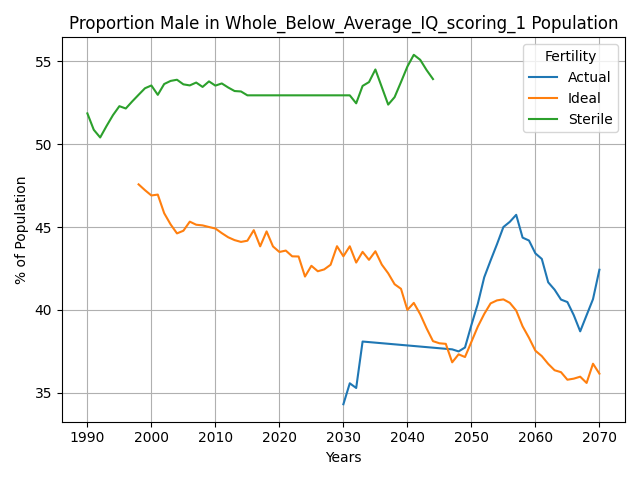 Proportion Male in Whole_Below_Average_IQ_scoring_1 Population
Fertility
Actual
Ideal
Sterile
% of Population
55
50
45
40
35
1990 2000 2010 2020 2030 2040 2050 2060 2070
Years